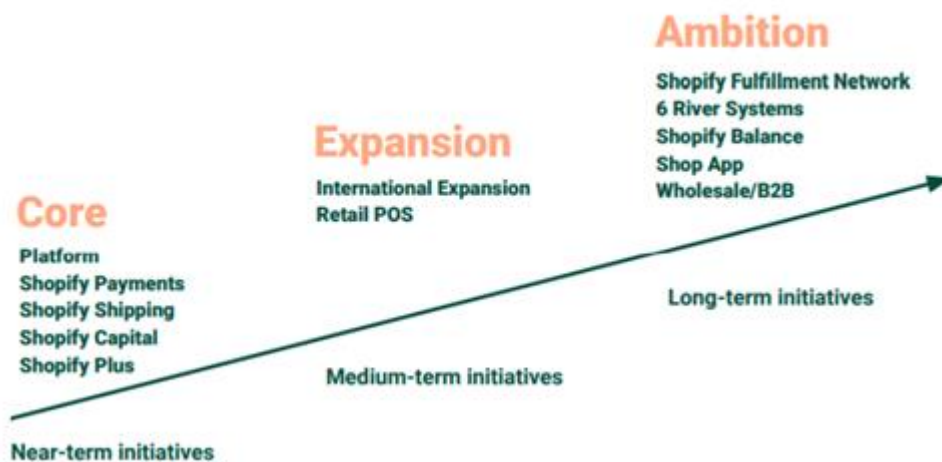 Ambition
Shopify Fulfillment Network
6 River Systems
Shopify Balance
Shop App
Wholesale/B2B
Expansion
International Expansion
Retail POS
Core
Platform
Shopify Payments
Shopify Shipping
Shopify Capital
Shopify Plus
Long-term initiatives
Medium-term initiatives
Near-term initiatives